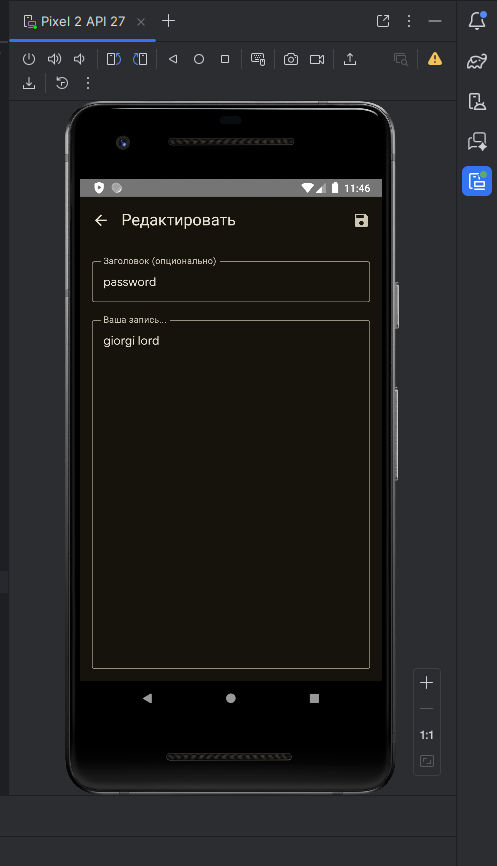 Pixel 2 API 27
11:46
Редактировать
Заголовок (опционально)
password
Ваша запись...
giorgi lord
1:1